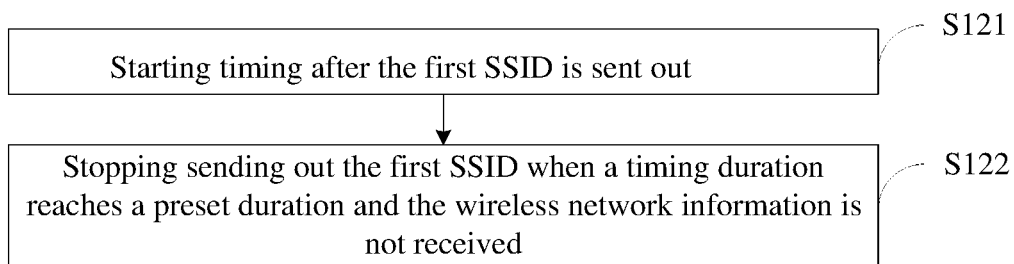 S121
Starting timing after the first SSID is sent out
Stopping sending out the first SSID when a timing duration
S122
reaches a preset duration and the wireless network information is
not received